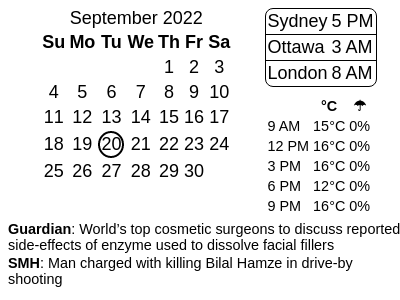 September 2022
Su Mo Tu We Th Fr Sa
1 2 3
4 5 6 7 8 9 10
11 12 13 14 15 16 17
18 19 20 21 22 23 24
25 26 27 28 29 30
Sydney 5 PM
Ottawa 3 AM
London 8 AM
°C ☂
9 AM 15°C 0%
12 PM 16°C 0%
3 PM 16°C 0%
6 PM 12°C 0%
9 PM 16°C 0%
Guardian: World's top cosmetic surgeons to discuss reported
side-effects of enzyme used to dissolve facial fillers
SMH: Man charged with killing Bilal Hamze in drive-by
shooting